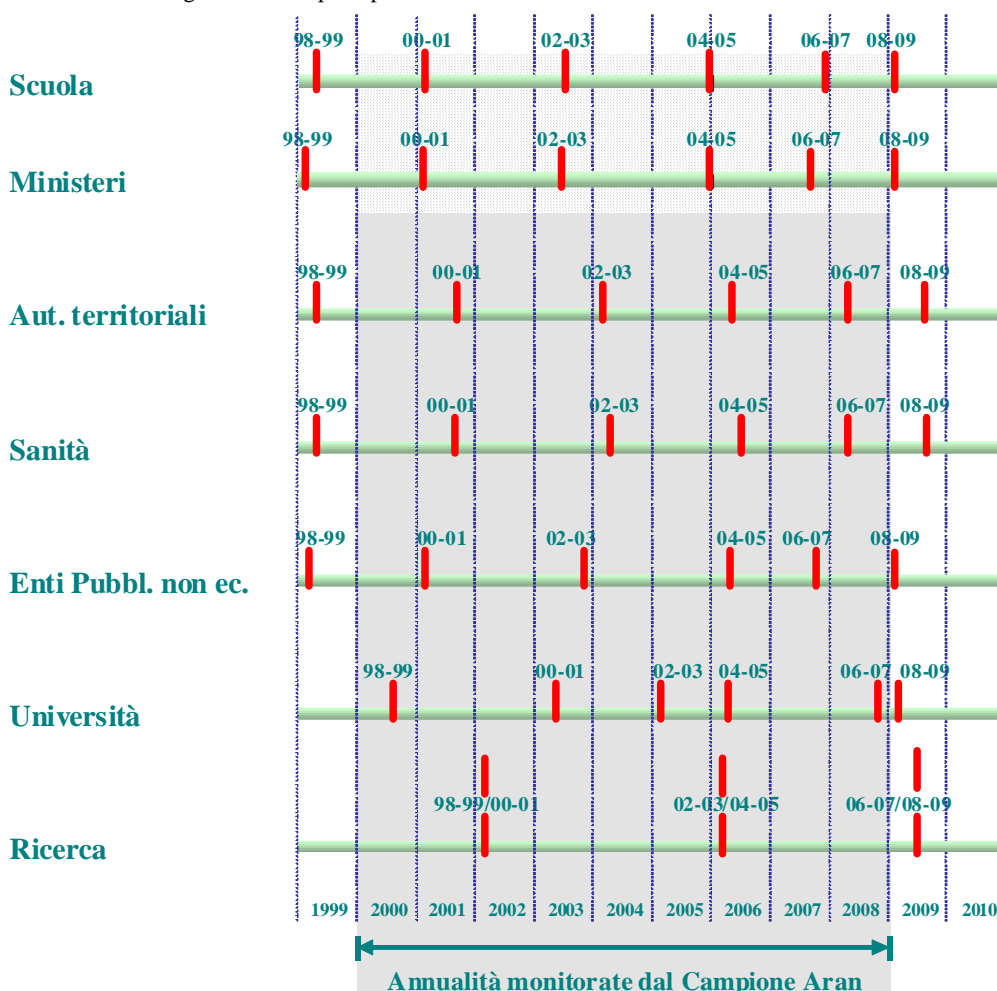 98-99 00-01 02-03 04-05 06-07 08-09
Scuola
98-99 00-01 02-03 04-05 06-07 08-09
Ministeri
98-99 00-01 02-03 04-05 06-07 08-09
Aut. territoriali
98-99 00-01 02-03 04-05 06-07 08-09
Sanità
98-99 00-01 02-03 04-05 06-07 08-09
Enti Pubbl. non ec.
98-99 00-01 02-03 04-05 06-07 08-09
Università
98-99/00-01 02-03/04-05 06-07/08-09
Ricerca
1999 2000 2001 2002 2003 2004 2005 2006 2007 2008 2009 2010
Annualità monitorate dal Campione Aran